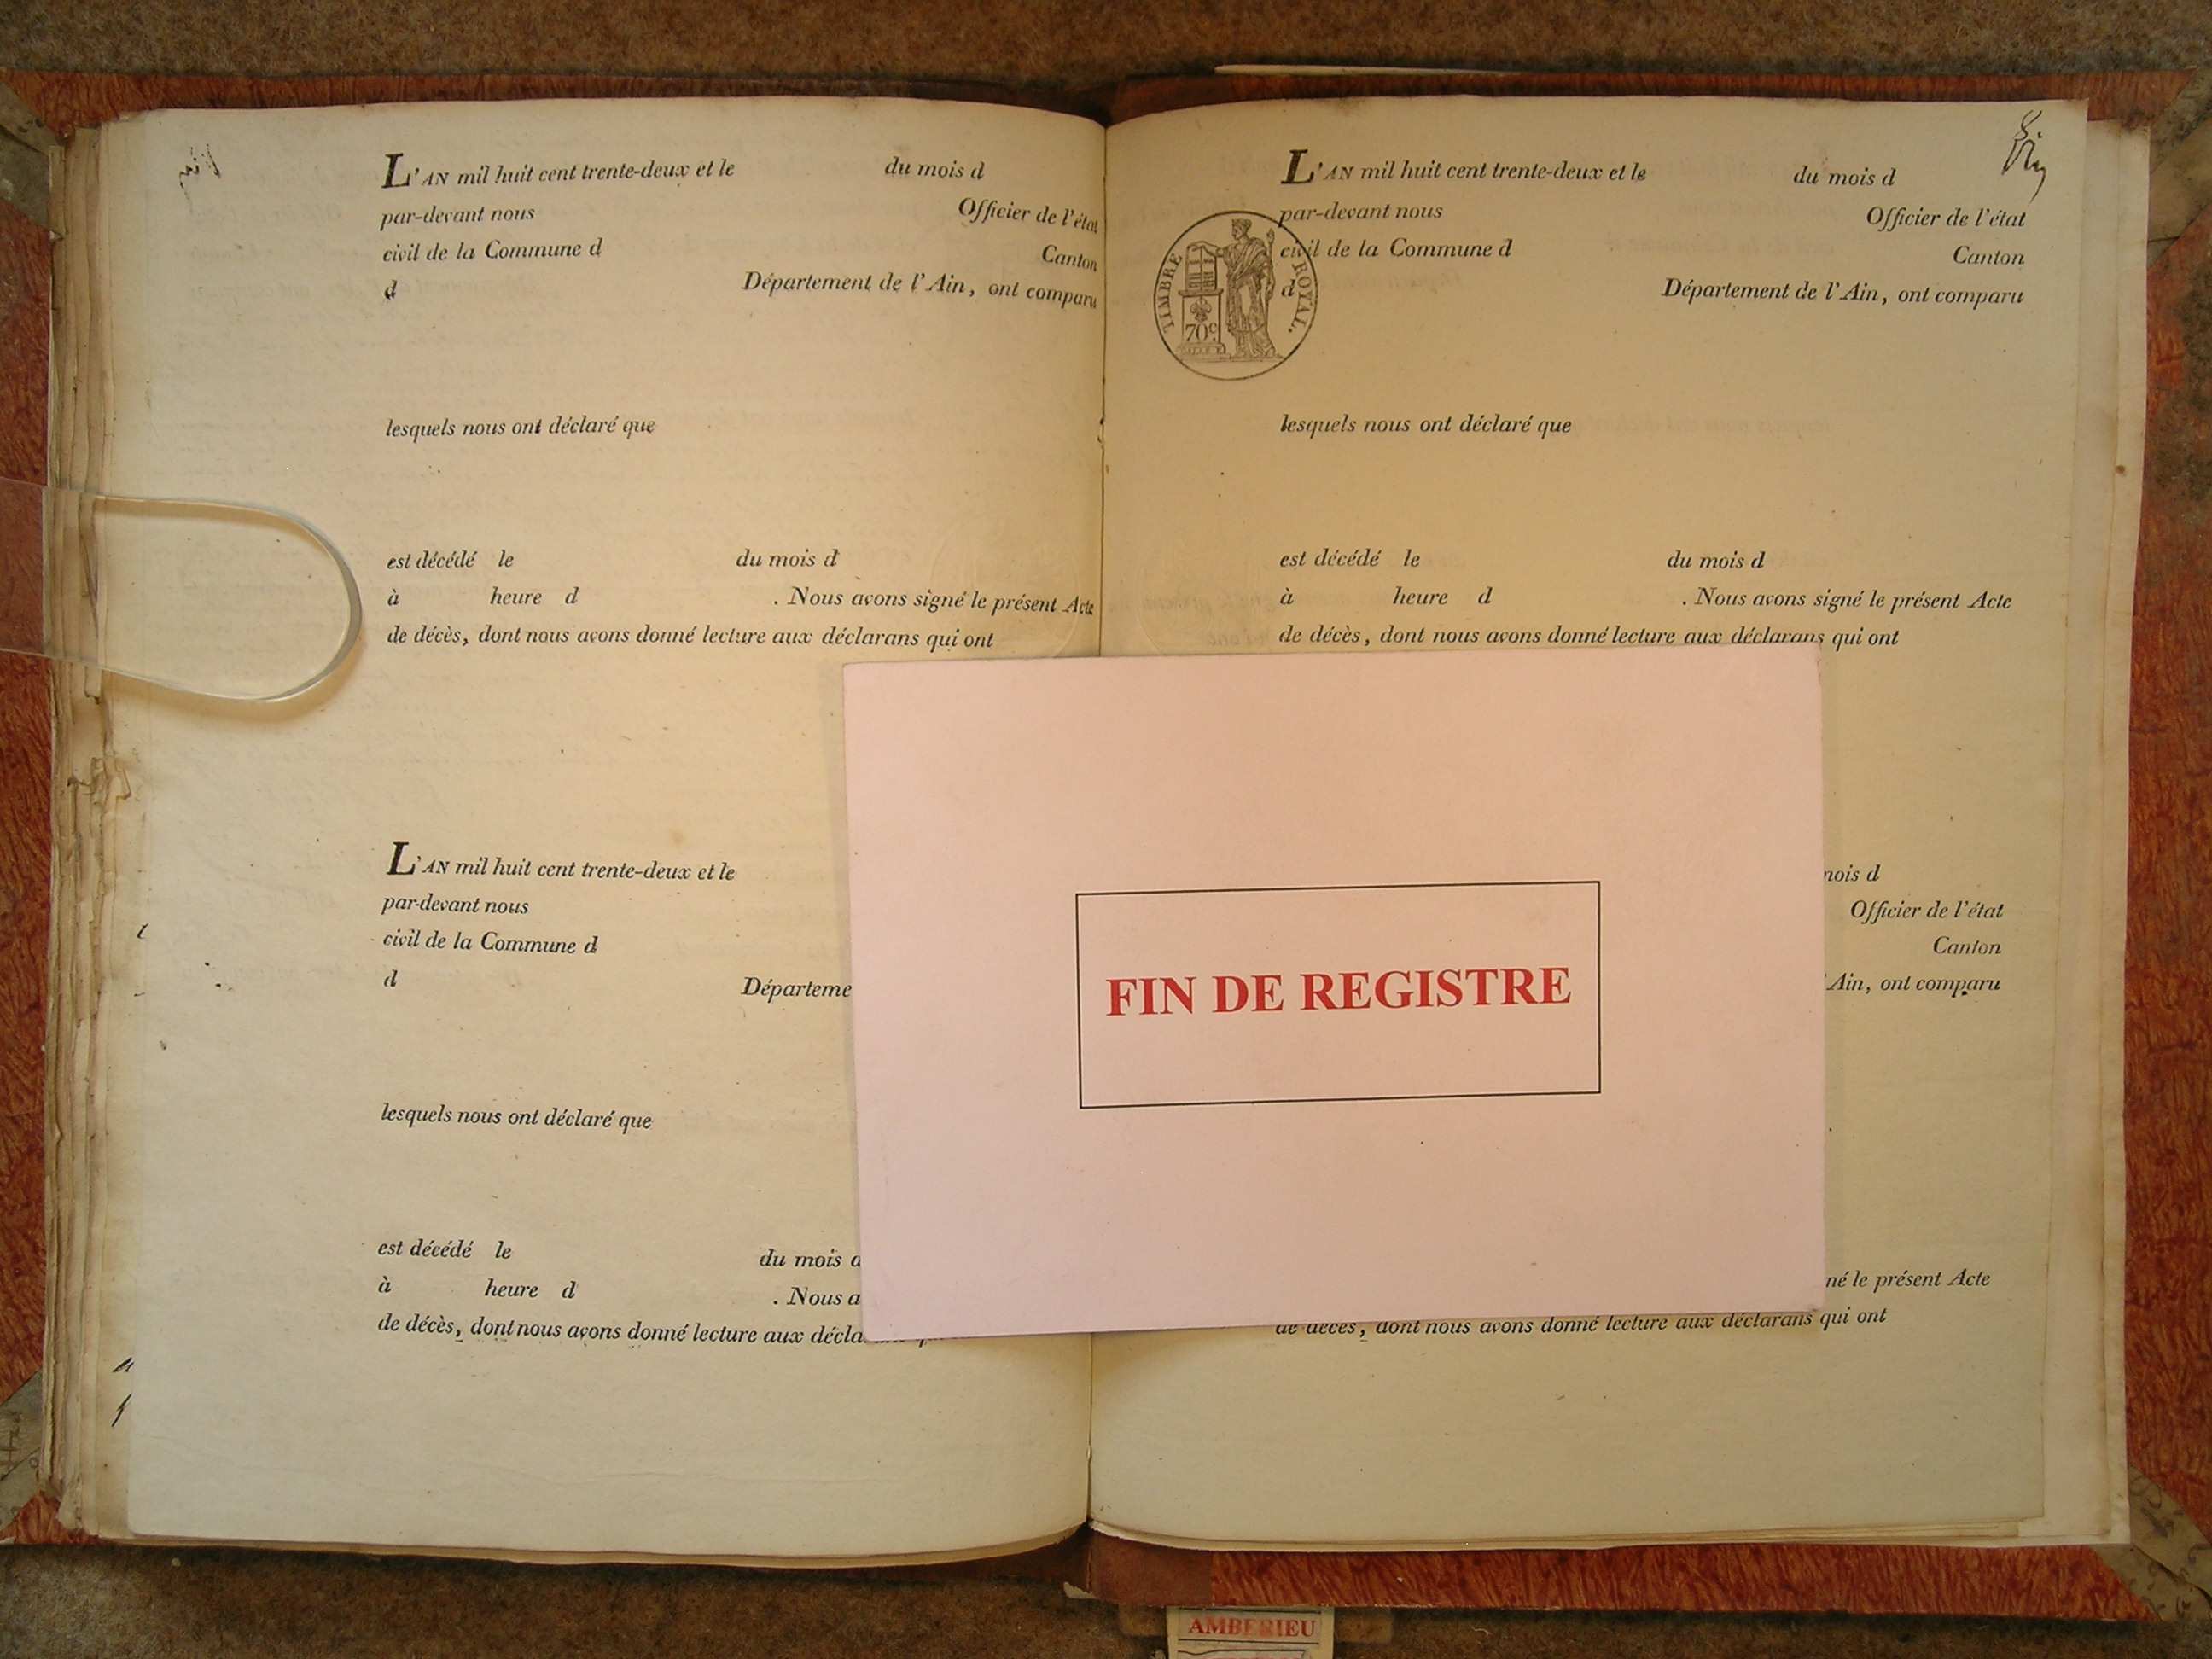 L'AN mil huit cent trente-deux et le du mois d
par-devant nous Officier de l'état
civil de la Commune d Canton
d Département de l'Ain, ont comparu
lesquels nous ont déclaré que
est décédé le du mois d
à heure d . Nous avons signé le présent Acte
de décès, dont nous avons donné lecture aux déclarans qui ont
L'AN mil huit cent trente-deux et le
par-devant nous
civil de la Commune d
d Départeme
lesquels nous ont déclaré que
est décédé le du mois d
à heure d . Nous a
de décès, dont nous avons donné lecture aux décla
L'AN mil huit cent trente-deux et le du mois d
par-devant nous Officier de l'état
civil de la Commune d Canton
d Département de l'Ain, ont comparu
TIMBRE ROYAL.
70c
lesquels nous ont déclaré que
est décédé le du mois d
à heure d . Nous avons signé le présent Acte
de décès, dont nous avons donné lecture aux déclarans qui ont
mois d
Officier de l'état
Canton
Ain, ont comparu
né le présent Acte
de décès, dont nous avons donné lecture aux déclarans qui ont
FIN DE REGISTRE
AMBERIEU